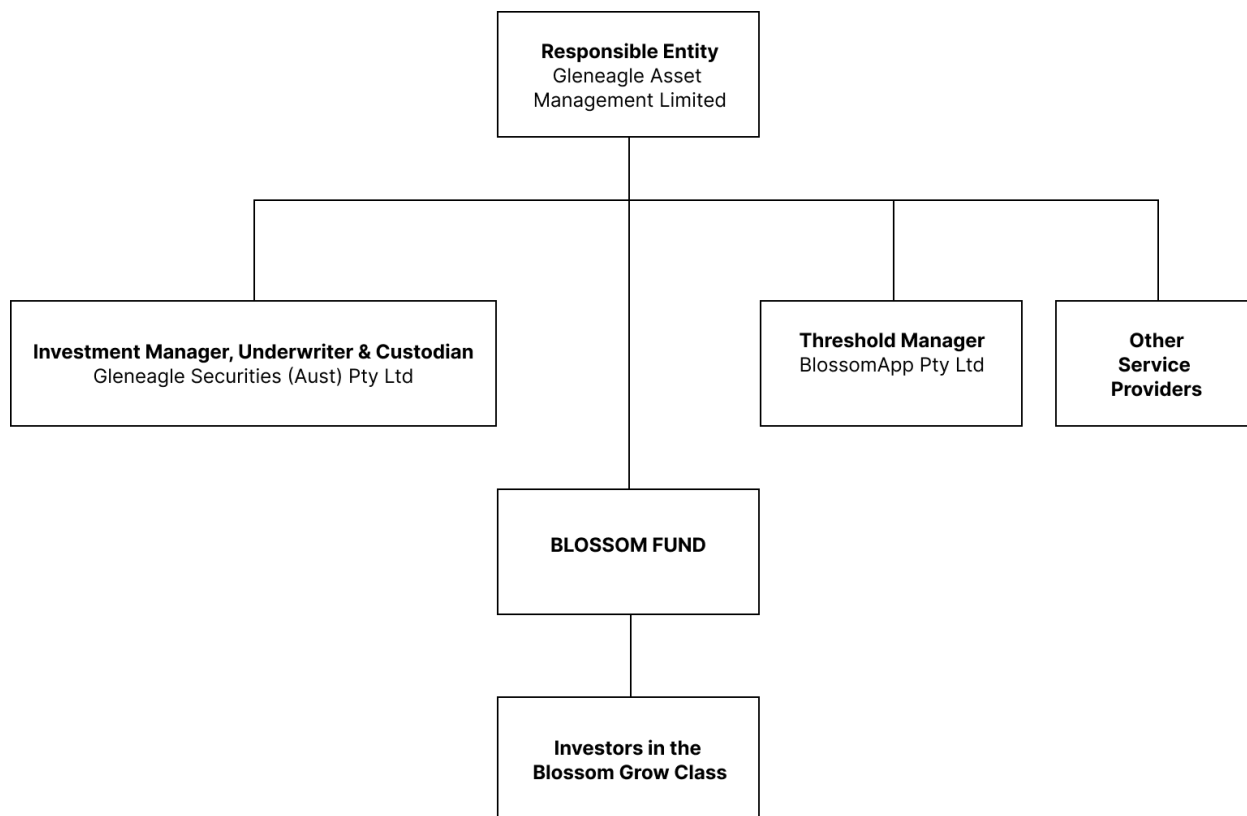 Responsible Entity
Gleneagle Asset
Management Limited
Investment Manager, Underwriter & Custodian
Gleneagle Securities (Aust) Pty Ltd
Threshold Manager
BlossomApp Pty Ltd
Other
Service
Providers
BLOSSOM FUND
Investors in the
Blossom Grow Class